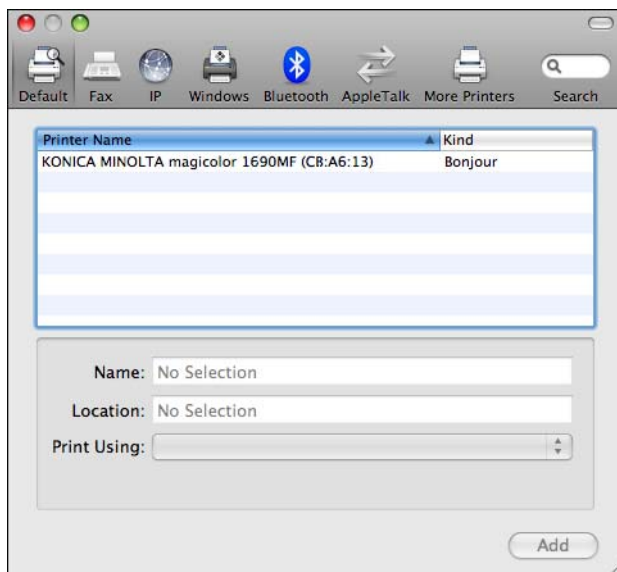 Default Fax IP Windows Bluetooth AppleTalk More Printers Search
Printer Name Kind
KONICA MINOLTA magicolor 1690MF (CB:A6:13) Bonjour
Name: No Selection
Location: No Selection
Print Using:
Add